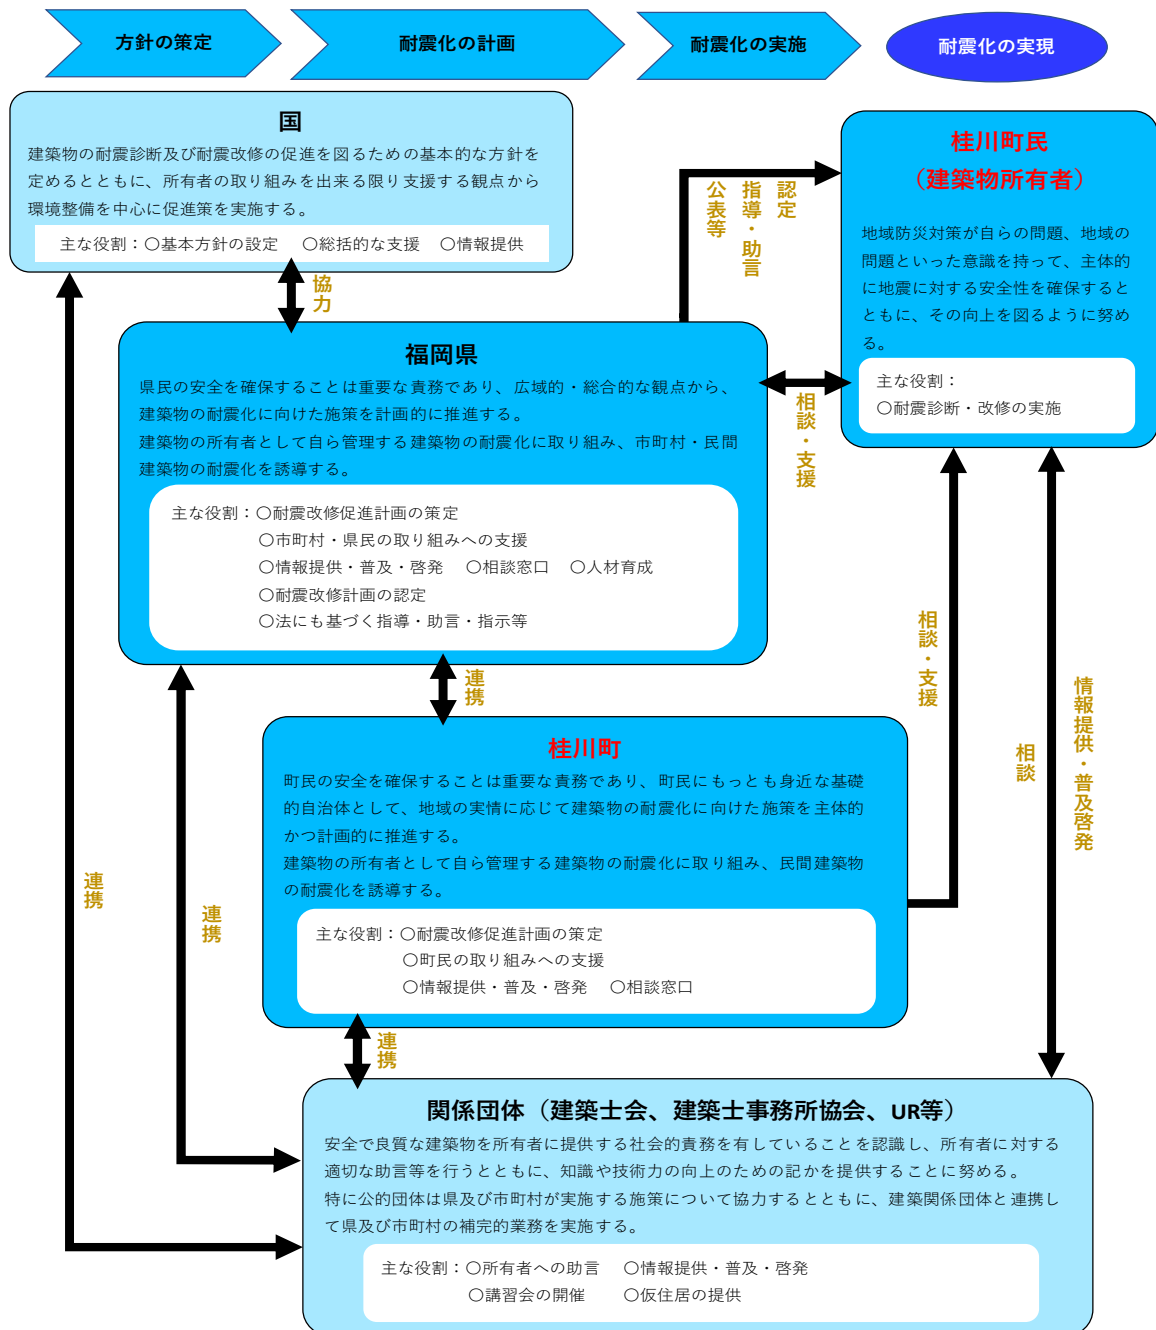 方針の策定
耐震化の計画
耐震化の実施
耐震化の実現
国
建築物の耐震診断及び耐震改修の促進を図るための基本的な方針を
定めるとともに、所有者の取り組みを出来る限り支援する観点から
環境整備を中心に促進策を実施する。
主な役割：〇基本方針の設定　〇総括的な支援　〇情報提供
協力
認定
指導・助言
公表等
桂川町民
（建築物所有者）
地域防災対策が自らの問題、地域の
問題といった意識を持って、主体的
に地震に対する安全性を確保すると
ともに、その向上を図るように努め
る。
主な役割：
〇耐震診断・改修の実施
福岡県
県民の安全を確保することは重要な責務であり、広域的・総合的な観点から、
建築物の耐震化に向けた施策を計画的に推進する。
建築物の所有者として自ら管理する建築物の耐震化に取り組み、市町村・民間
建築物の耐震化を誘導する。
主な役割：〇耐震改修促進計画の策定
〇市町村・県民の取り組みへの支援
〇情報提供・普及・啓発　〇相談窓口　〇人材育成
〇耐震改修計画の認定
〇法にも基づく指導・助言・指示等
相談・支援
連携
相談・支援
相談
情報提供・普及啓発
桂川町
町民の安全を確保することは重要な責務であり、町民にもっとも身近な基礎
的自治体として、地域の実情に応じて建築物の耐震化に向けた施策を主体的
かつ計画的に推進する。
建築物の所有者として自ら管理する建築物の耐震化に取り組み、民間建築物
の耐震化を誘導する。
主な役割：〇耐震改修促進計画の策定
〇町民の取り組みへの支援
〇情報提供・普及・啓発　〇相談窓口
連携
連携
連携
関係団体（建築士会、建築士事務所協会、UR等）
安全で良質な建築物を所有者に提供する社会的責務を有していることを認識し、所有者に対する
適切な助言等を行うとともに、知識や技術力の向上のための記かを提供することに努める。
特に公的団体は県及び市町村が実施する施策について協力するとともに、建築関係団体と連携し
て県及び市町村の補完的業務を実施する。
主な役割：〇所有者への助言　〇情報提供・普及・啓発
〇講習会の開催　〇仮住居の提供